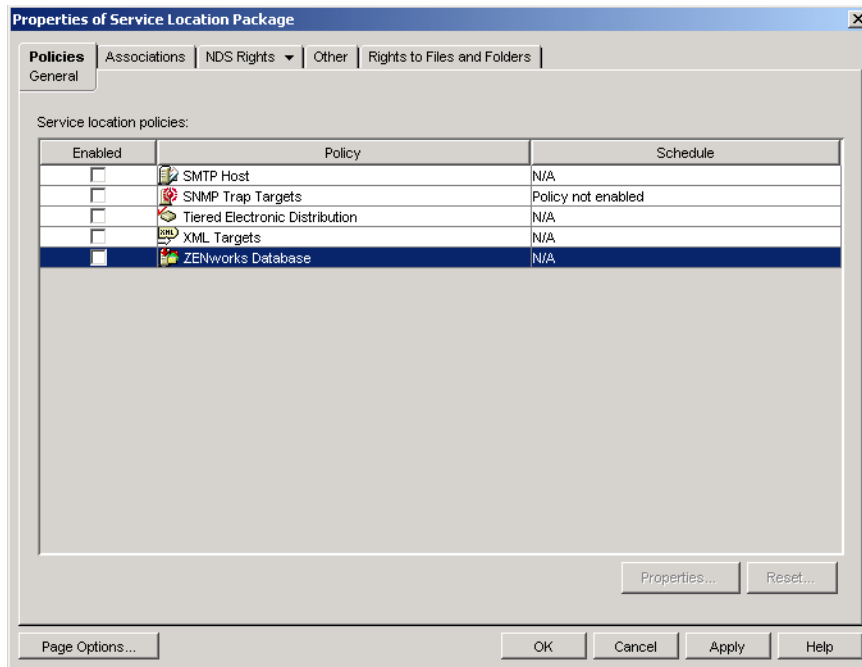 Properties of Service Location Package
Policies Associations NDS Rights Other Rights to Files and Folders
General
Service location policies:
Enabled Policy Schedule
SMTP Host N/A
SNMP Trap Targets Policy not enabled
Tiered Electronic Distribution N/A
XML XML Targets N/A
ZENworks Database N/A
Properties... Reset...
Page Options... OK Cancel Apply Help